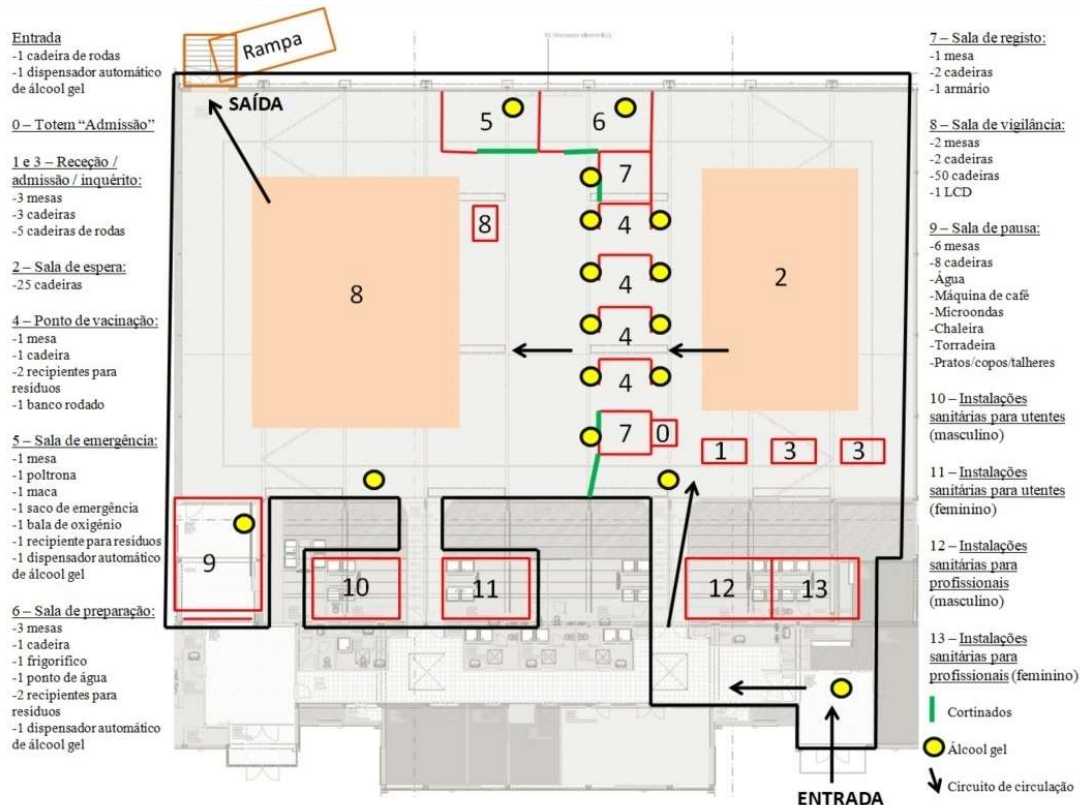 Entrada
-1 cadeira de rodas
-1 dispensador automático
de álcool gel
0 – Totem “Admissão”
1 e 3 – Receção /
admissão / inquérito:
-3 mesas
-3 cadeiras
-5 cadeiras de rodas
2 – Sala de espera:
-25 cadeiras
4 – Ponto de vacinação:
-1 mesa
-1 cadeira
-2 recipientes para
resíduos
-1 banco rodado
5 – Sala de emergência:
-1 mesa
-1 poltrona
-1 maca
-1 saco de emergência
-1 bala de oxigénio
-1 recipiente para resíduos
-1 dispensador automático
de álcool gel
6 – Sala de preparação:
-3 mesas
-1 cadeira
-1 frigorifico
-1 ponto de água
-2 recipientes para
resíduos
-1 dispensador automático
de álcool gel
Rampa
SAÍDA
5
6
7
8
4
8
4
2
4
4
7
0
1
3
3
9
10
11
12
13
ENTRADA
7 – Sala de registo:
-1 mesa
-2 cadeiras
-1 armário
8 – Sala de vigilância:
-2 mesas
-2 cadeiras
-50 cadeiras
-1 LCD
9 – Sala de pausa:
-6 mesas
-8 cadeiras
-Água
-Máquina de café
-Microondas
-Chaleira
-Torradeira
-Pratos/copos/talheres
10 – Instalações
sanitárias para utentes
(masculino)
11 – Instalações
sanitárias para utentes
(feminino)
12 – Instalações
sanitárias para
profissionais
(masculino)
13 – Instalações
sanitárias para
profissionais (feminino)
Cortinados
Álcool gel
Circuito de circulação